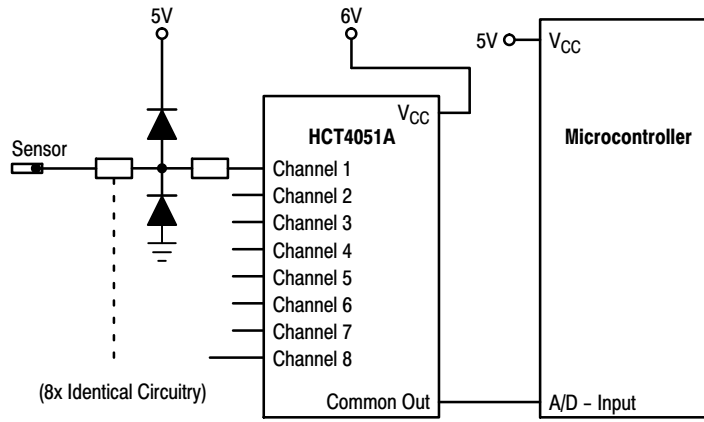 5V
6V
5V
VCC
VCC
HCT4051A
Microcontroller
Sensor
Channel 1
Channel 2
Channel 3
Channel 4
Channel 5
Channel 6
Channel 7
Channel 8
(8x Identical Circuitry)
Common Out
A/D – Input